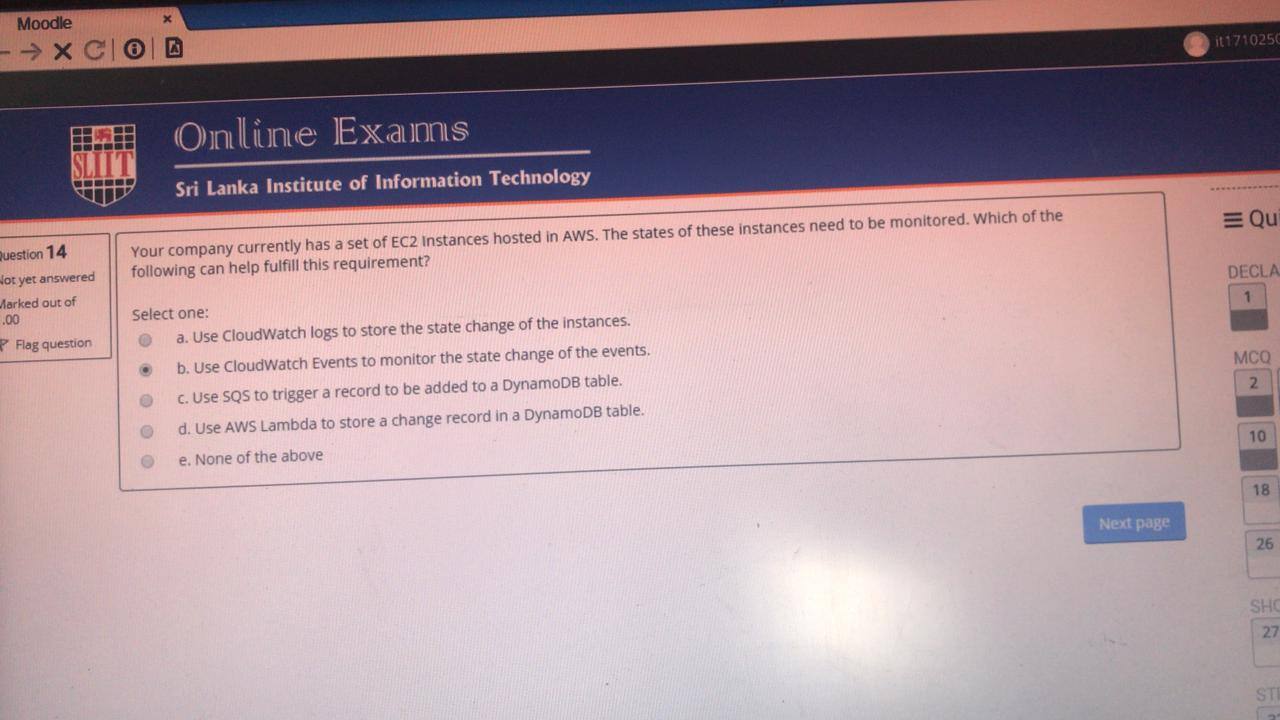 Moodle
it1710250
SLIIT
Online Exams
Sri Lanka Institute of Information Technology
Question 14
Not yet answered
Marked out of
.00
Flag question
Your company currently has a set of EC2 Instances hosted in AWS. The states of these instances need to be monitored. Which of the
following can help fulfill this requirement?
Select one:
a. Use CloudWatch logs to store the state change of the instances.
b. Use CloudWatch Events to monitor the state change of the events.
c. Use SQS to trigger a record to be added to a DynamoDB table.
d. Use AWS Lambda to store a change record in a DynamoDB table.
e. None of the above
Next page
Qu
DECLA
1
MCQ
2
10
18
26
SHO
27